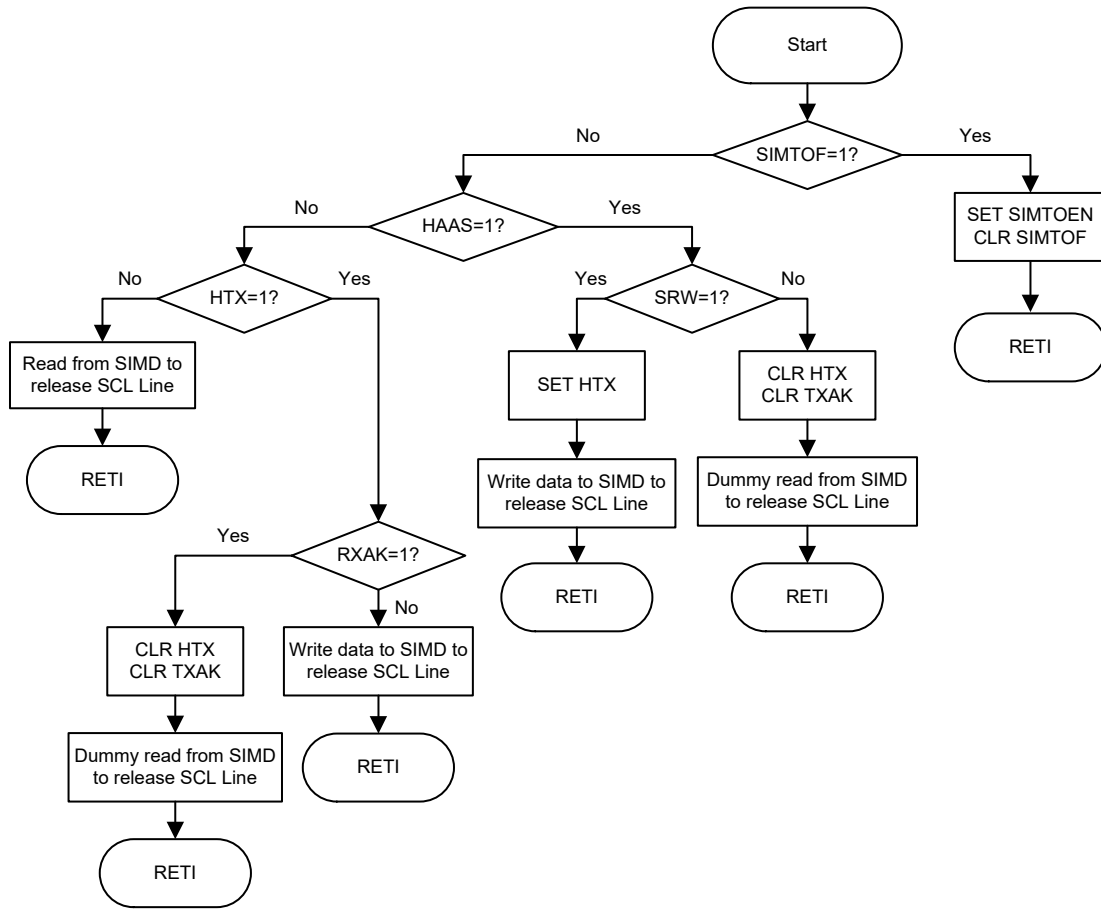 Start
No
SIMTOF=1?
Yes
No
HAAS=1?
Yes
SET SIMTOEN
CLR SIMTOF
No
HTX=1?
Yes
Yes
SRW=1?
No
RETI
Read from SIMD to
release SCL Line
SET HTX
CLR HTX
CLR TXAK
RETI
Write data to SIMD to
release SCL Line
Dummy read from SIMD
to release SCL Line
Yes
RXAK=1?
No
RETI
RETI
CLR HTX
CLR TXAK
Write data to SIMD to
release SCL Line
Dummy read from SIMD
to release SCL Line
RETI
RETI